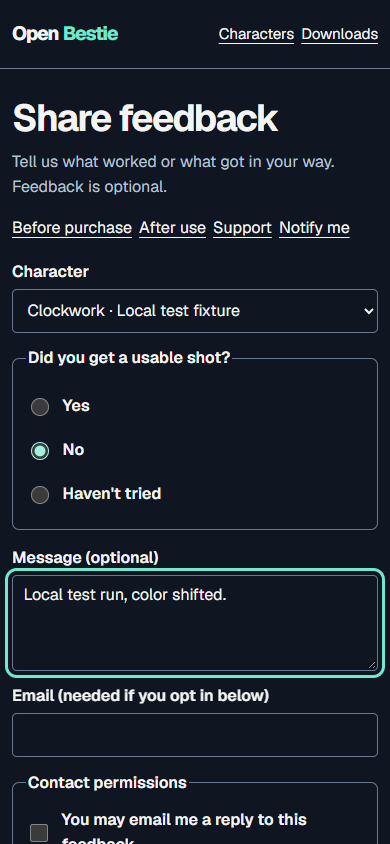 Open Bestie
Characters Downloads
Share feedback
Tell us what worked or what got in your way.
Feedback is optional.
Before purchase After use Support Notify me
Character
Clockwork · Local test fixture
Did you get a usable shot?
Yes
No
Haven't tried
Message (optional)
Local test run, color shifted.
Email (needed if you opt in below)
Contact permissions
You may email me a reply to this
feedback